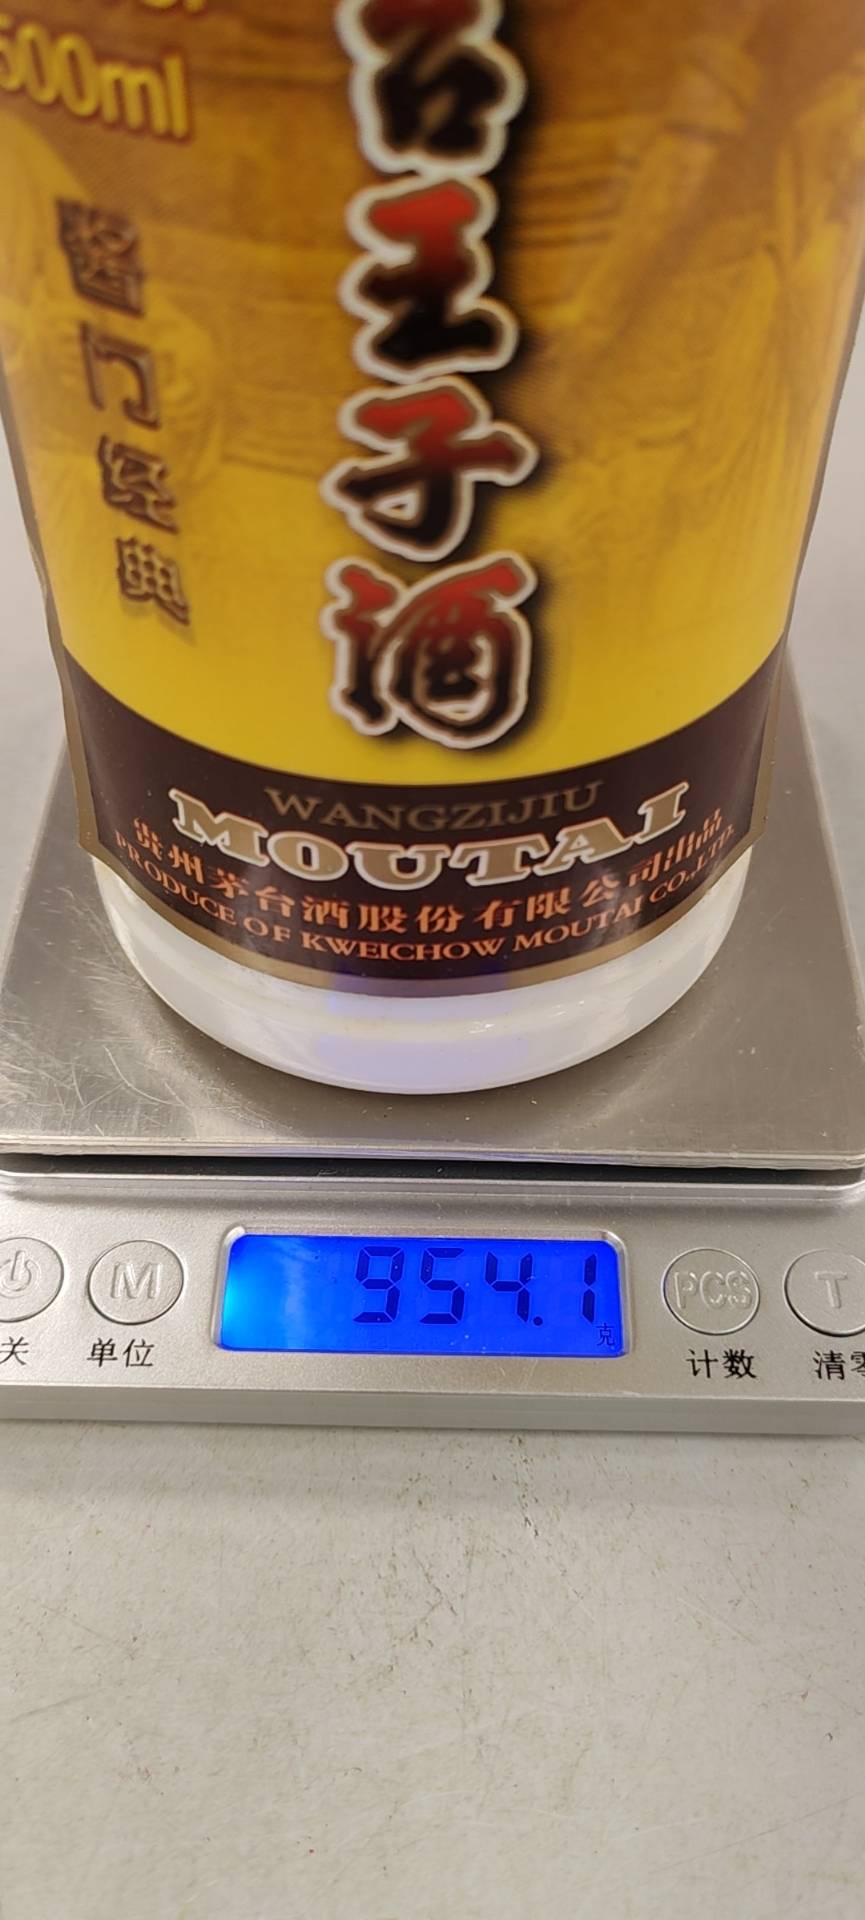 500ml
台王子酒
酱门经典
WANGZIJIU
MOUTAI
贵州茅台酒股份有限公司出品
PRODUCE OF KWEICHOW MOUTAI CO.,LTD.
954.1
克
M
PCS
T
关
单位
计数
清零